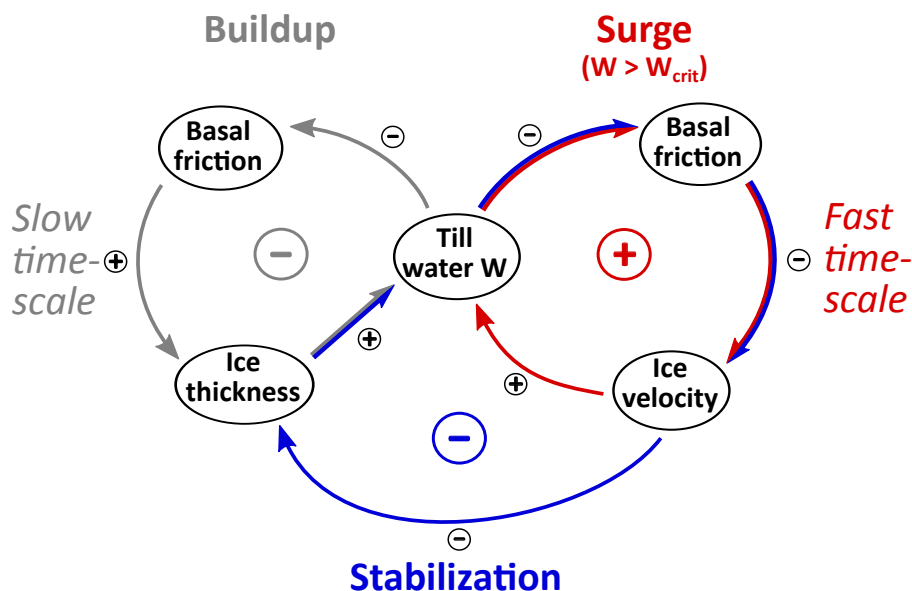 Buildup
Surge
(W > Wcrit)
Basal
friction
−
−
Basal
friction
Slow
time-
scale
+
−
Till
water W
+
−
Fast
time-
scale
+
Ice
thickness
+
Ice
velocity
−
−
Stabilization